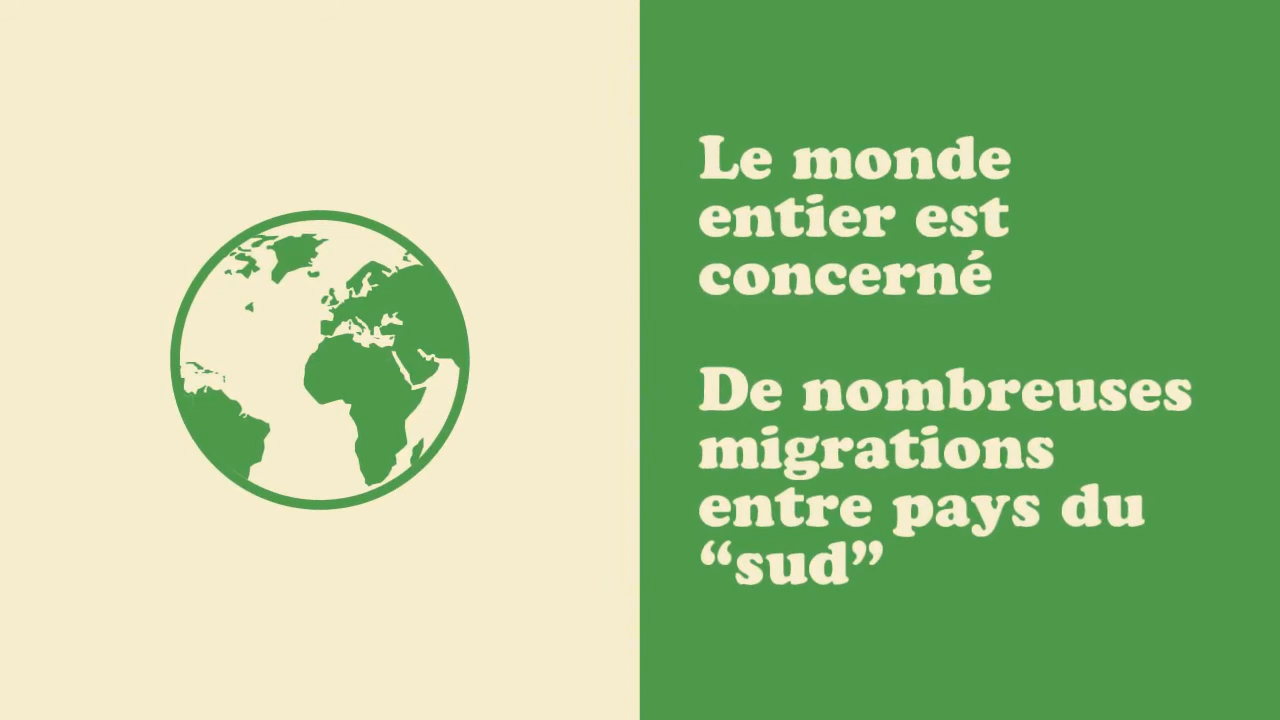 Le monde
entier est
concerné
De nombreuses
migrations
entre pays du
“sud”